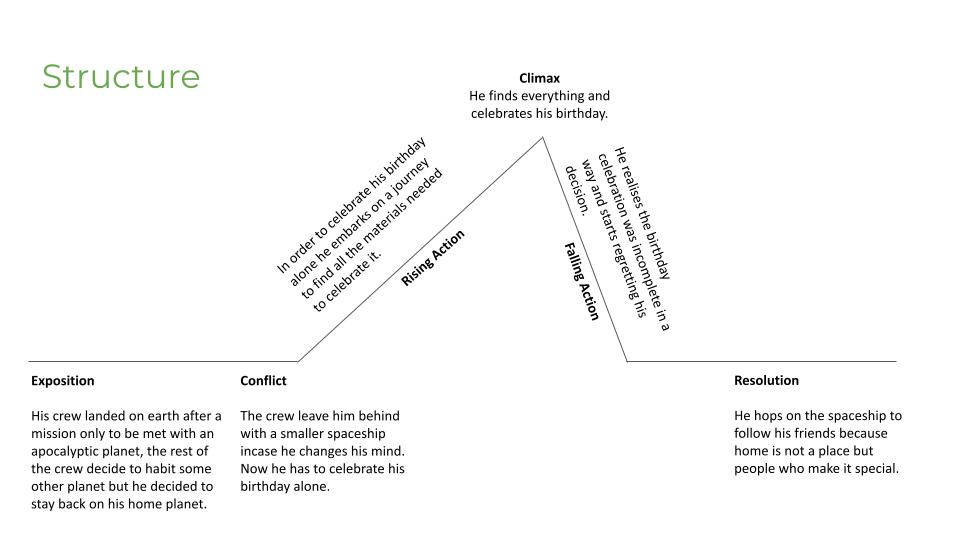 Structure
Climax
He finds everything and
celebrates his birthday.
In order to celebrate his birthday
alone he embarks on a journey
to find all the materials needed
to celebrate it.
Rising Action
He realises the birthday
celebration was incomplete in a
way and starts regretting his
decision.
Falling Action
Exposition
His crew landed on earth after a
mission only to be met with an
apocalyptic planet, the rest of
the crew decide to habit some
other planet but he decided to
stay back on his home planet.
Conflict
The crew leave him behind
with a smaller spaceship
incase he changes his mind.
Now he has to celebrate his
birthday alone.
Resolution
He hops on the spaceship to
follow his friends because
home is not a place but
people who make it special.